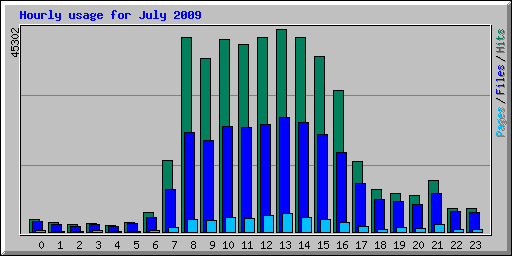 Hourly usage for July 2009
45302
Pages / Files / Hits
0 1 2 3 4 5 6 7 8 9 10 11 12 13 14 15 16 17 18 19 20 21 22 23